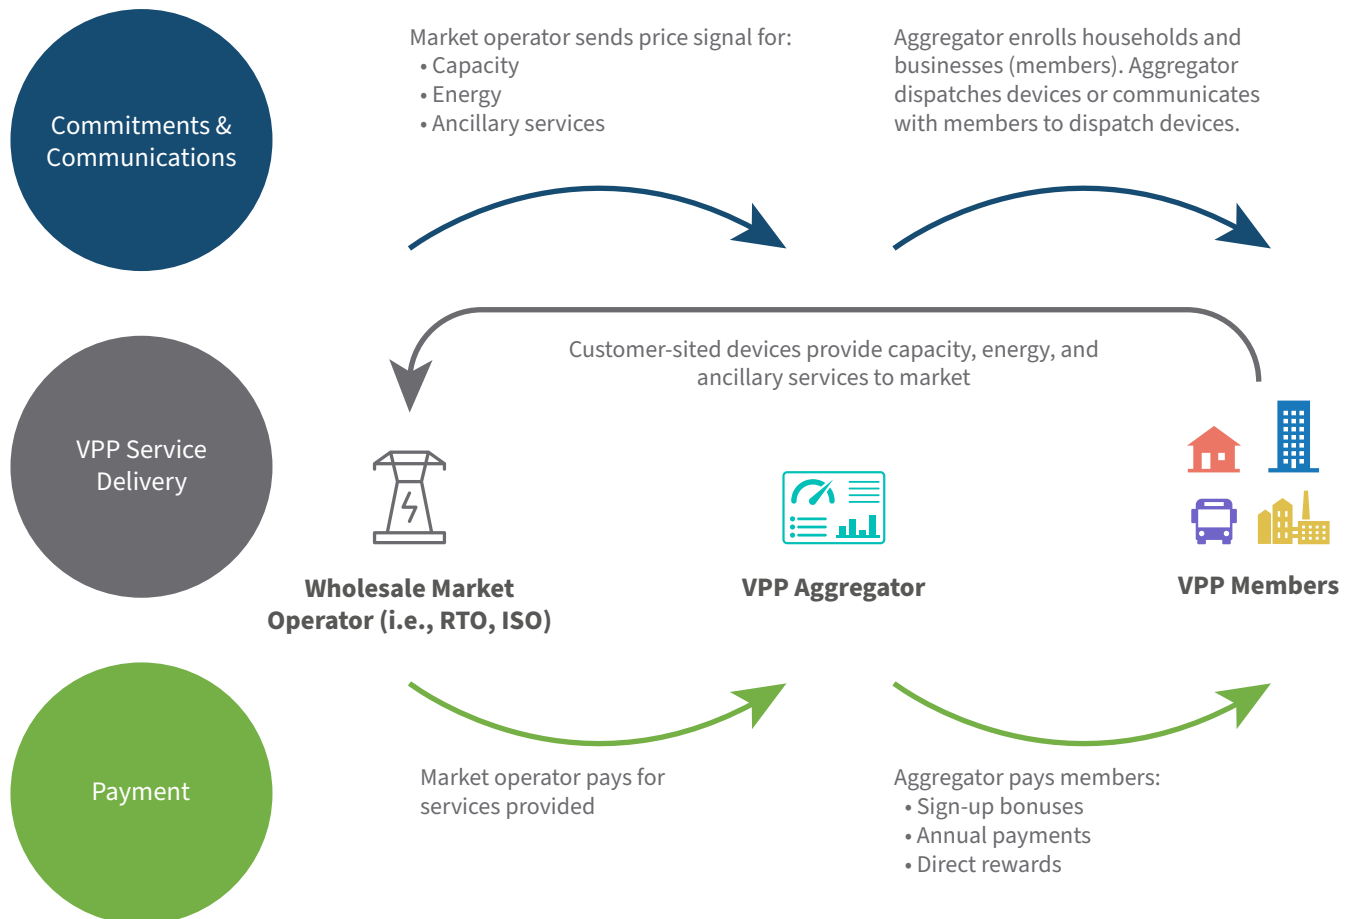 Commitments &
Communications
Market operator sends price signal for:
• Capacity
• Energy
• Ancillary services
Aggregator enrolls households and
businesses (members). Aggregator
dispatches devices or communicates
with members to dispatch devices.
VPP Service
Delivery
Customer-sited devices provide capacity, energy, and
ancillary services to market
Wholesale Market
Operator (i.e., RTO, ISO)
VPP Aggregator
VPP Members
Payment
Market operator pays for
services provided
Aggregator pays members:
• Sign-up bonuses
• Annual payments
• Direct rewards